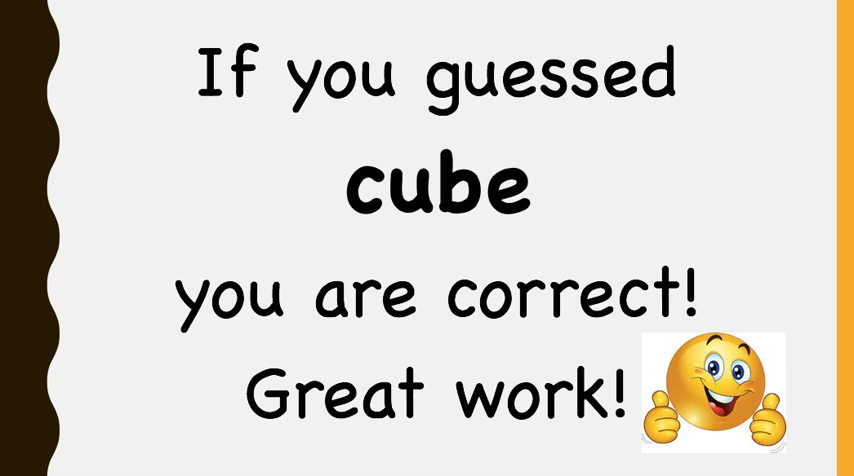 If you guessed
cube
you are correct!
Great work!